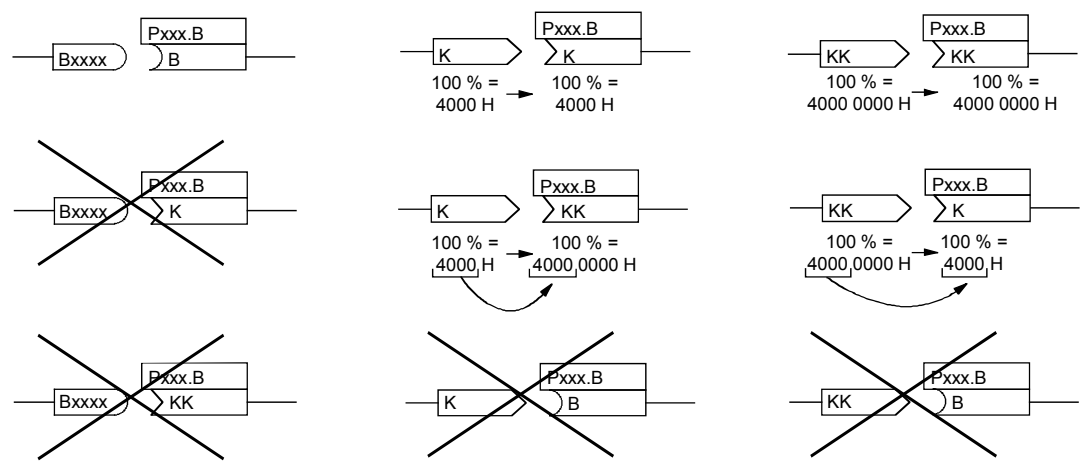 Pxxx.B
Bxxxx B
Pxxx.B
K K
100 % = 100 % =
4000 H 4000 H
Pxxx.B
KK KK
100 % = 100 % =
4000 0000 H 4000 0000 H
Pxxx.B
Bxxxx K
Pxxx.B
K KK
100 % = 100 % =
4000 H 4000 0000 H
Pxxx.B
KK K
100 % = 100 % =
4000 0000 H 4000 H
Pxxx.B
Bxxxx KK
Pxxx.B
K B
Pxxx.B
KK B